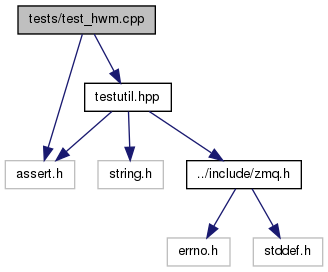 tests/test_hwm.cpp
testutil.hpp
assert.h
string.h
../include/zmq.h
errno.h
stddef.h